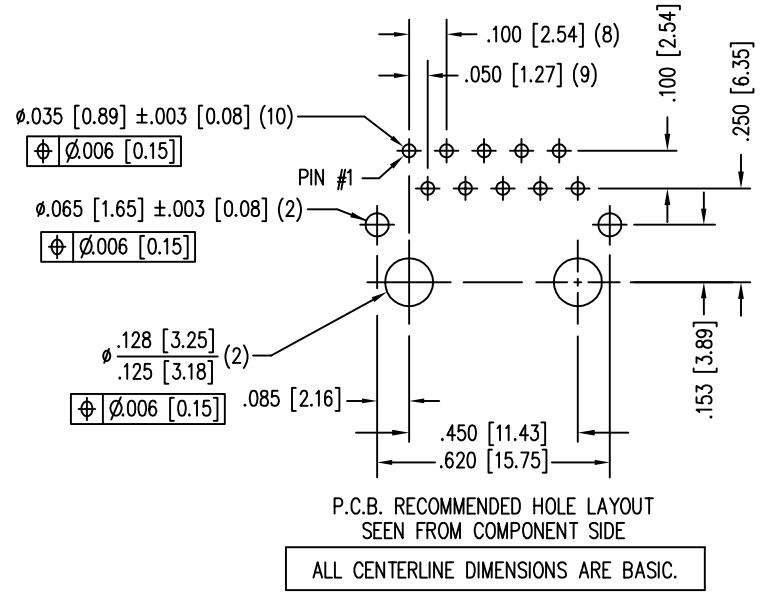 .100 [2.54] (8)
.050 [1.27] (9)
.100 [2.54]
.250 [6.35]
ø.035 [0.89] ±.003 [0.08] (10)
⌖ Ø.006 [0.15]
PIN #1
ø.065 [1.65] ±.003 [0.08] (2)
⌖ Ø.006 [0.15]
ø .128 [3.25] (2)
.125 [3.18]
⌖ Ø.006 [0.15]
.085 [2.16]
.153 [3.89]
.450 [11.43]
.620 [15.75]
P.C.B. RECOMMENDED HOLE LAYOUT
SEEN FROM COMPONENT SIDE
ALL CENTERLINE DIMENSIONS ARE BASIC.